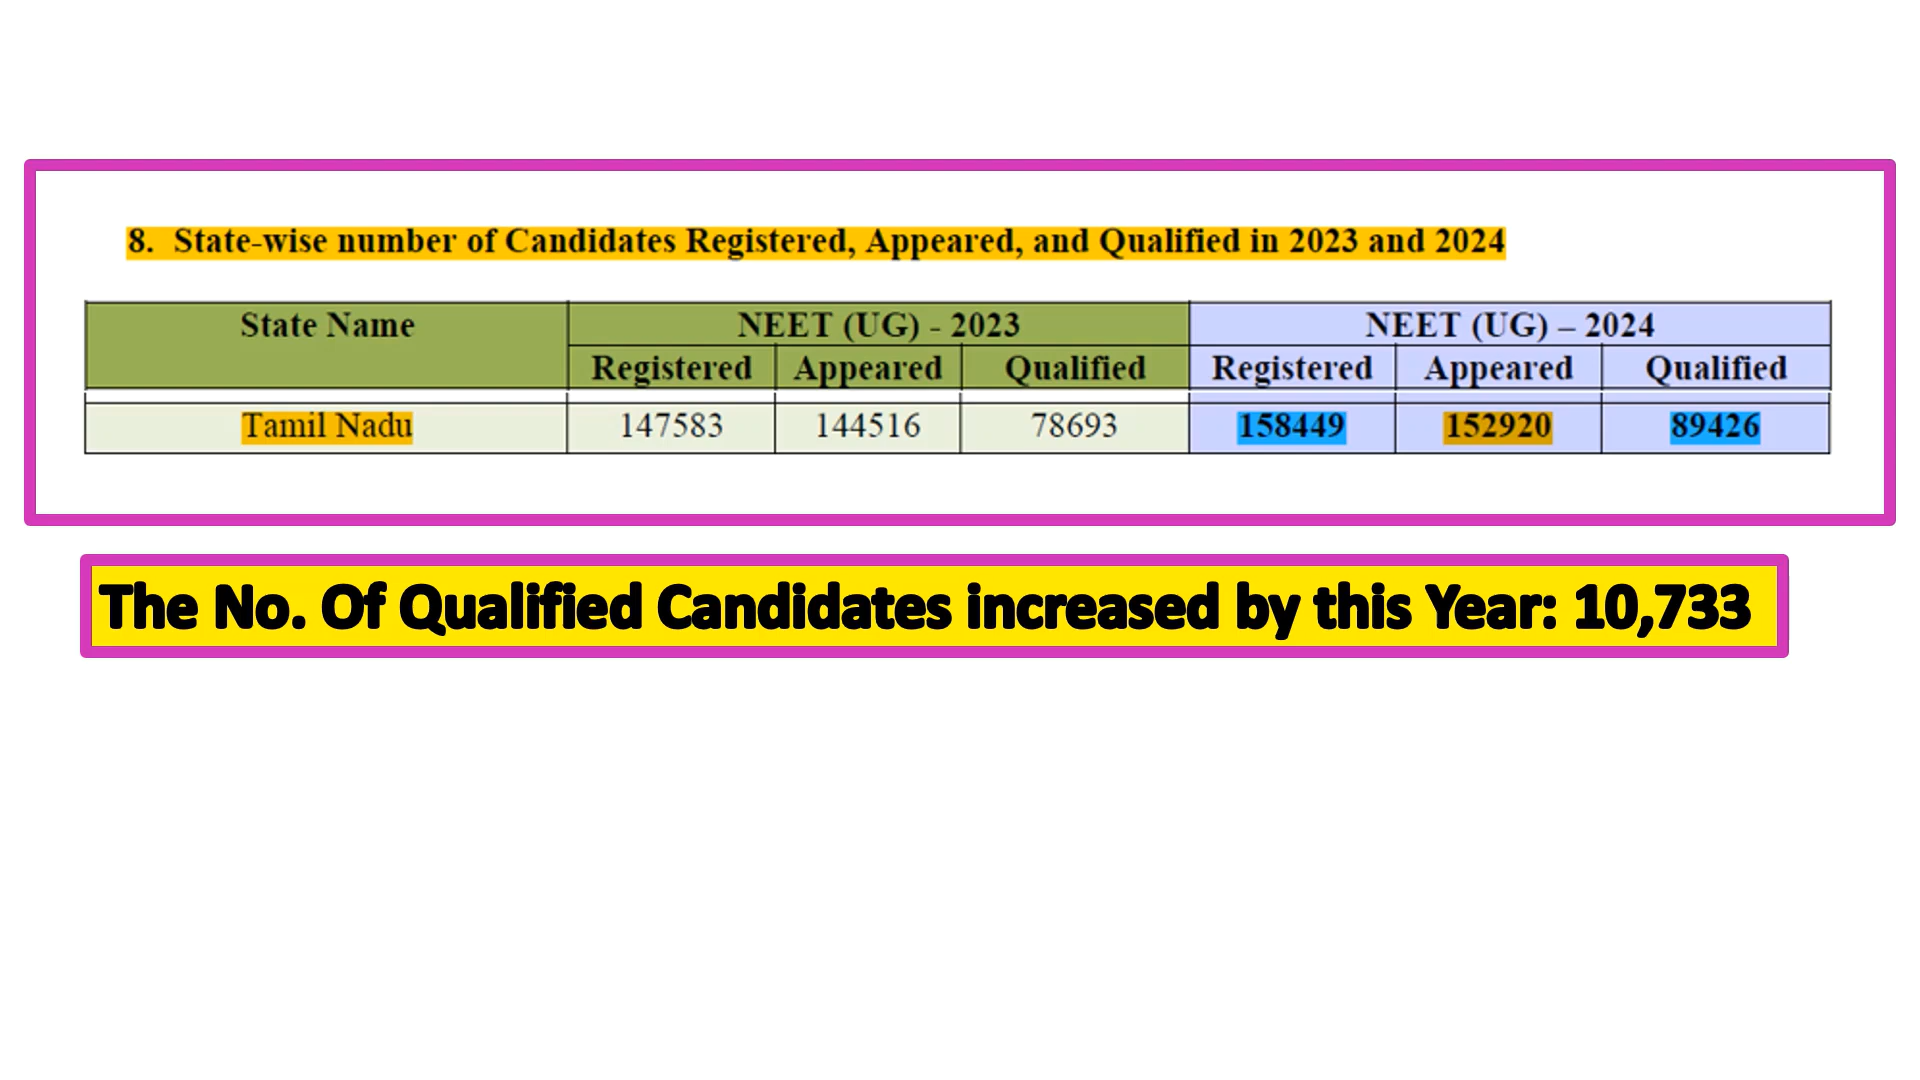 8. State-wise number of Candidates Registered, Appeared, and Qualified in 2023 and 2024
State Name NEET (UG) - 2023 NEET (UG) – 2024
Registered Appeared Qualified Registered Appeared Qualified
Tamil Nadu 147583 144516 78693 158449 152920 89426
The No. Of Qualified Candidates increased by this Year: 10,733